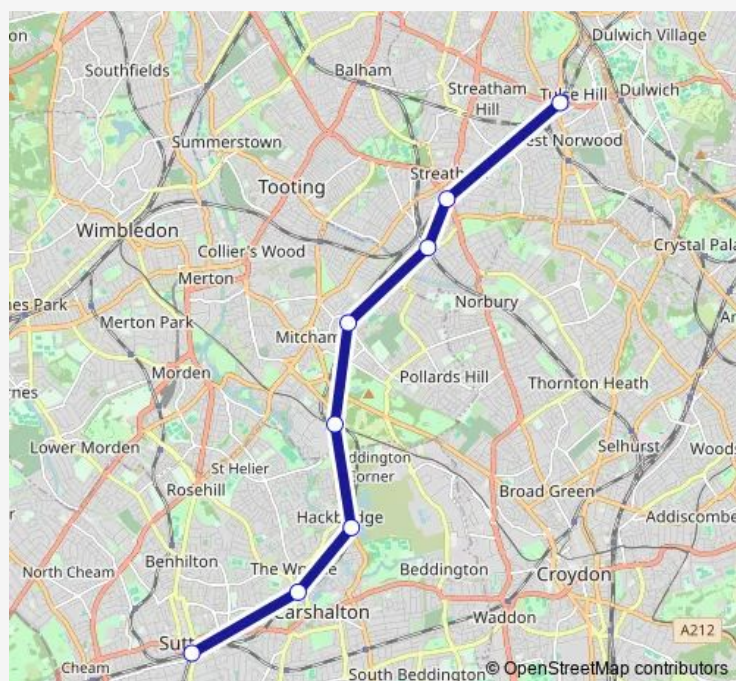 on
Dulwich Village
Southfields
Balham
Streatham
Hill
Tulse Hill
Dulwich
Summerstown
est Norwood
Tooting
Streath
Wimbledon
Crystal Pala
Collier's Wood
Merton
Norbury
nes Park
Merton Park
Mitcham
An
Morden
Pollards Hill
Thornton Heath
rnes
Lower Morden
Selhurst
Woods
St Helier
ddington
orner
Rosehill
Broad Green
Hackbridge
Addiscombe
Benhilton
The Wr
e
North Cheam
Beddington
Croydon
Carshalton
Waddon
A212
Sutt
Cheam
South Beddington
© OpenStreetMap contributors